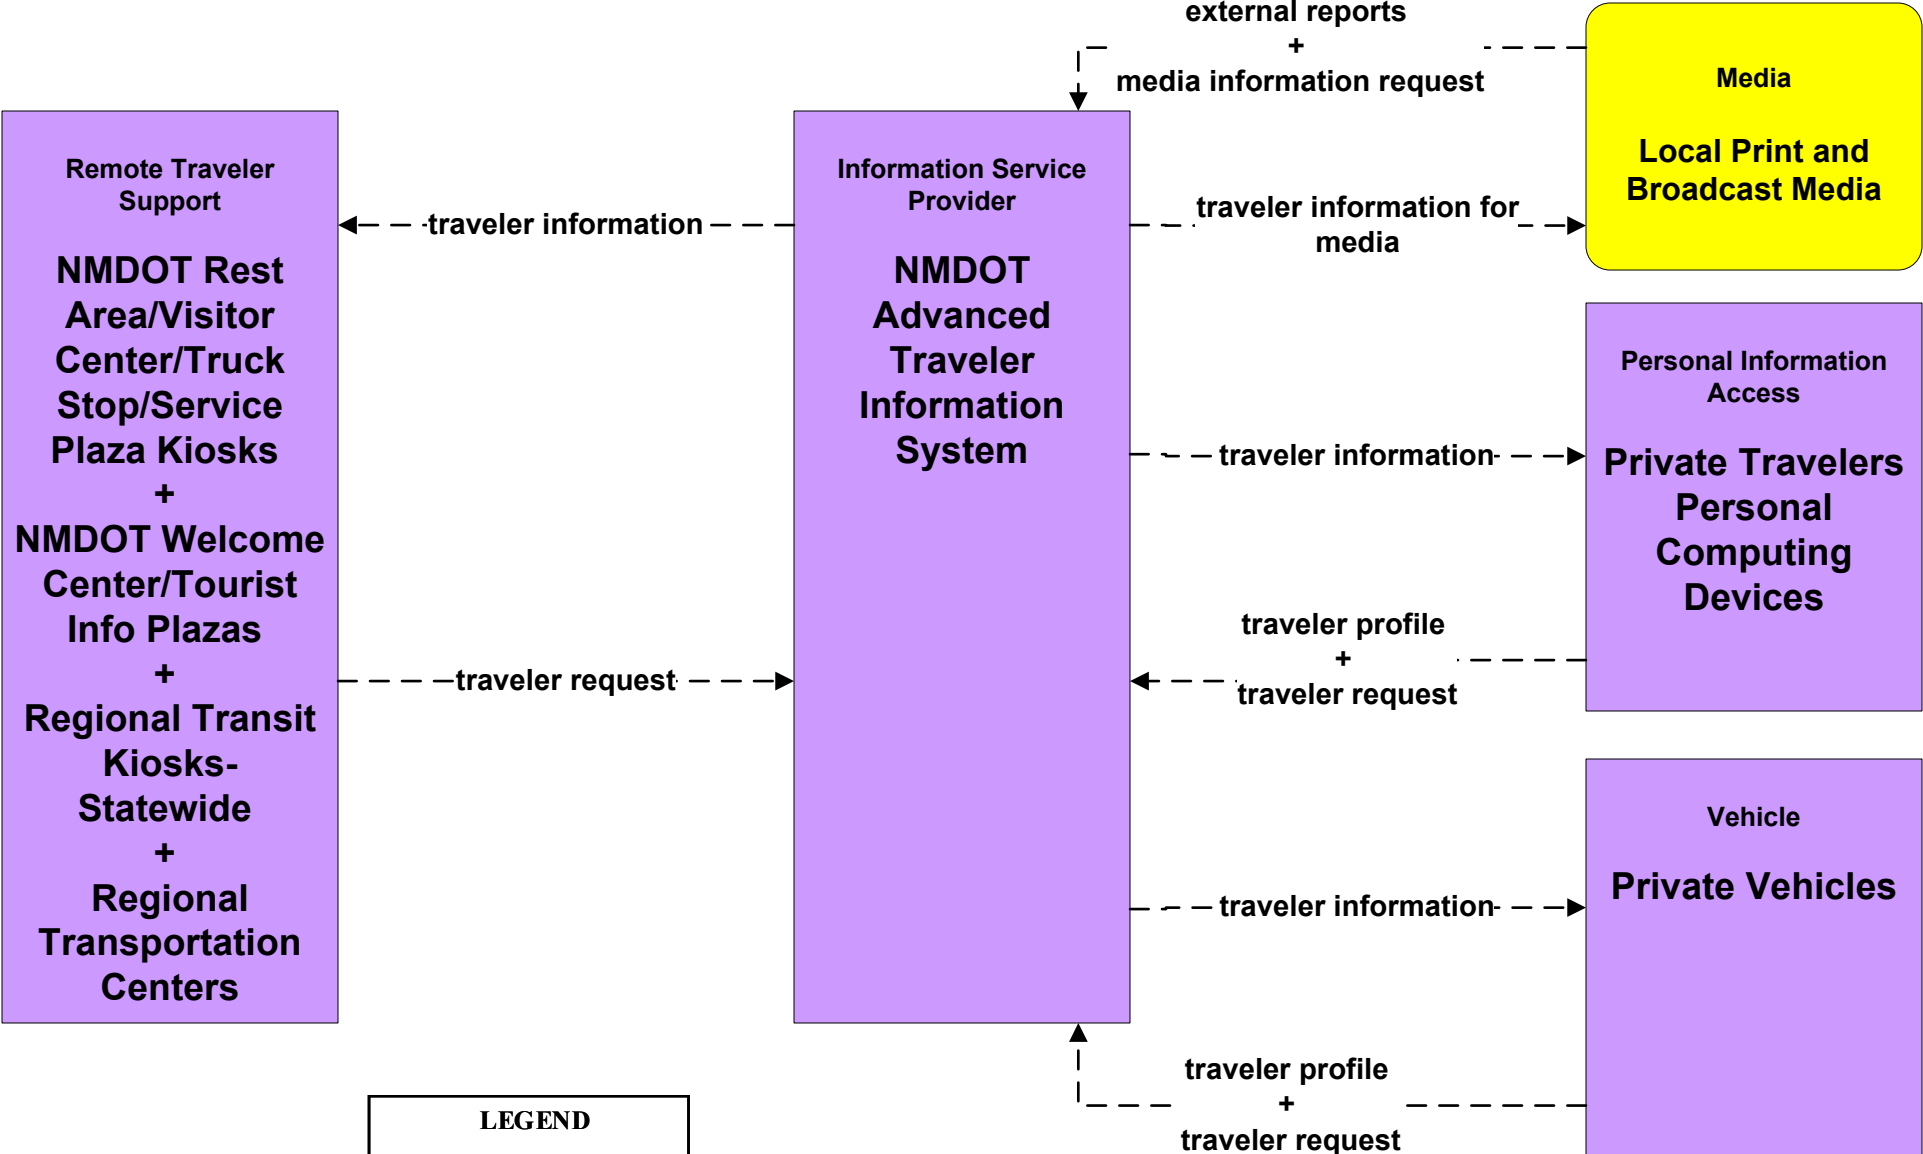 external reports
+
media information request
Media
Local Print and
Broadcast Media
Remote Traveler
Support
NMDOT Rest
Area/Visitor
Center/Truck
Stop/Service
Plaza Kiosks
+
NMDOT Welcome
Center/Tourist
Info Plazas
+
Regional Transit
Kiosks-
Statewide
+
Regional
Transportation
Centers
traveler information
traveler request
Information Service
Provider
NMDOT
Advanced
Traveler
Information
System
traveler information for
media
Personal Information
Access
Private Travelers
Personal
Computing
Devices
traveler information
traveler profile
+
traveler request
Vehicle
Private Vehicles
traveler information
traveler profile
+
traveler request
LEGEND